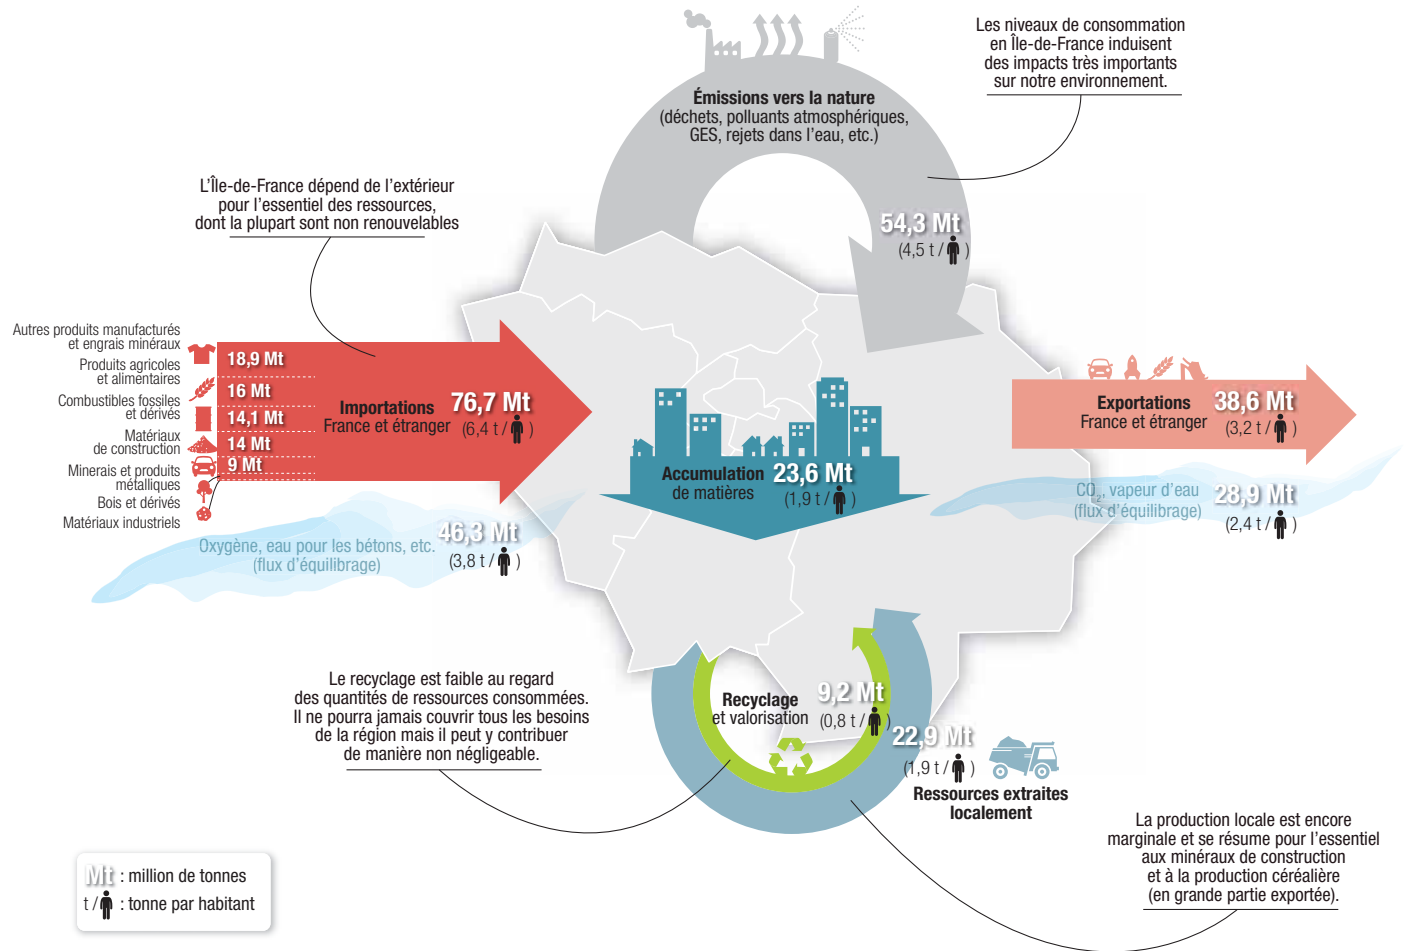 Les niveaux de consommation
en Île-de-France induisent
des impacts très importants
sur notre environnement.
Émissions vers la nature
(déchets, polluants atmosphériques,
GES, rejets dans l’eau, etc.)
54,3 Mt
(4,5 t / )
L’Île-de-France dépend de l’extérieur
pour l’essentiel des ressources,
dont la plupart sont non renouvelables
Autres produits manufacturés
et engrais minéraux
18,9 Mt
Produits agricoles
et alimentaires
16 Mt
Combustibles fossiles
et dérivés
14,1 Mt
Matériaux
de construction
14 Mt
Minerais et produits
métalliques
9 Mt
Bois et dérivés
Matériaux industriels
Importations
France et étranger
76,7 Mt
(6,4 t / )
Oxygène, eau pour les bétons, etc.
(flux d’équilibrage)
46,3 Mt
(3,8 t / )
Accumulation
de matières
23,6 Mt
(1,9 t / )
Exportations
France et étranger
38,6 Mt
(3,2 t / )
CO₂, vapeur d’eau
(flux d’équilibrage)
28,9 Mt
(2,4 t / )
Le recyclage est faible au regard
des quantités de ressources consommées.
Il ne pourra jamais couvrir tous les besoins
de la région mais il peut y contribuer
de manière non négligeable.
Recyclage
et valorisation
9,2 Mt
(0,8 t / )
22,9 Mt
(1,9 t / )
Ressources extraites
localement
La production locale est encore
marginale et se résume pour l’essentiel
aux minéraux de construction
et à la production céréalière
(en grande partie exportée).
Mt : million de tonnes
t / : tonne par habitant